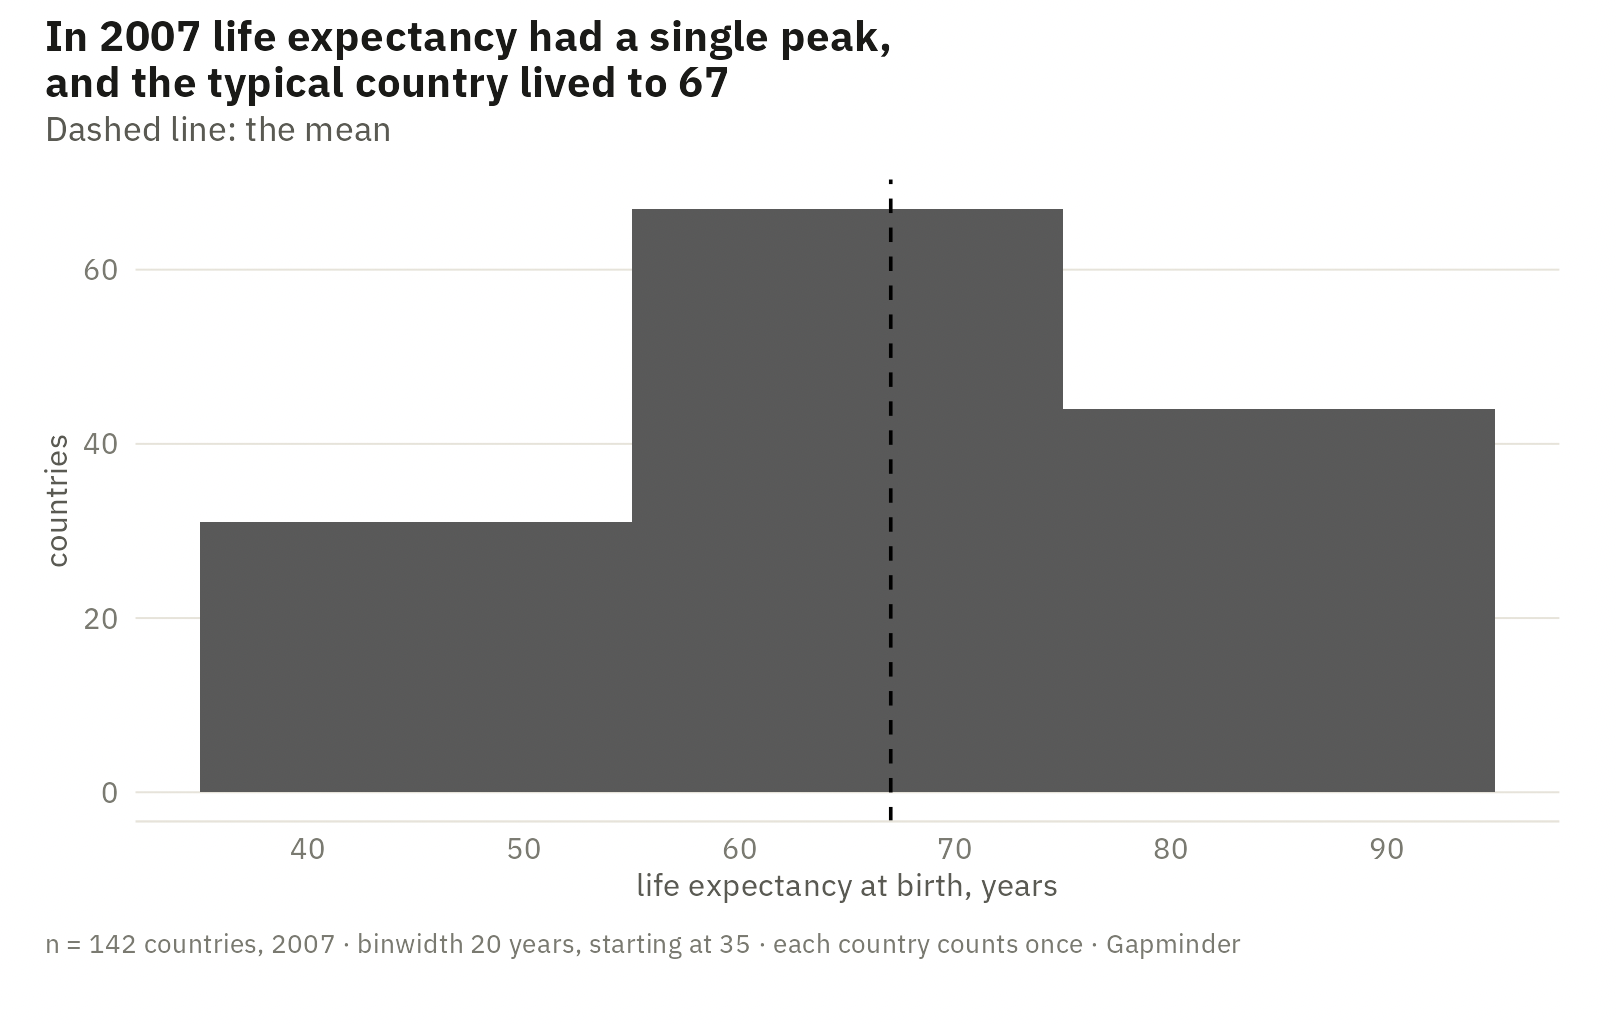 In 2007 life expectancy had a single peak,
and the typical country lived to 67
Dashed line: the mean
60
40
20
0
countries
40 50 60 70 80 90
life expectancy at birth, years
n = 142 countries, 2007 · binwidth 20 years, starting at 35 · each country counts once · Gapminder